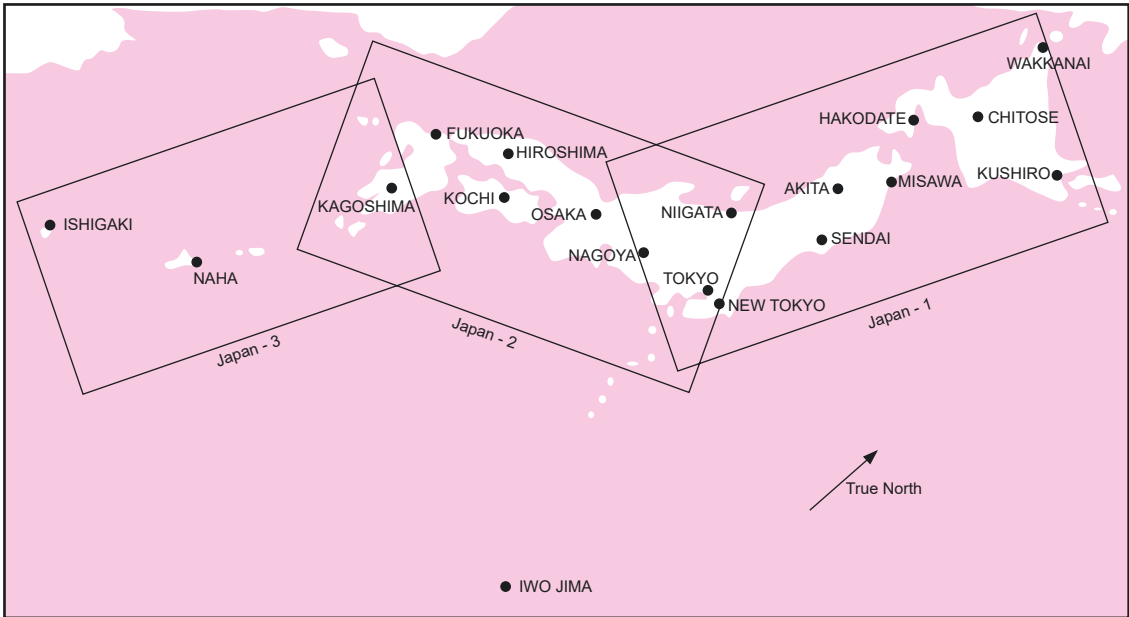 WAKKANAI
HAKODATE
CHITOSE
FUKUOKA
HIROSHIMA
KUSHIRO
MISAWA
AKITA
KAGOSHIMA
KOCHI
OSAKA
NIIGATA
ISHIGAKI
SENDAI
NAGOYA
NAHA
TOKYO
NEW TOKYO
Japan - 1
Japan - 2
Japan - 3
True North
IWO JIMA